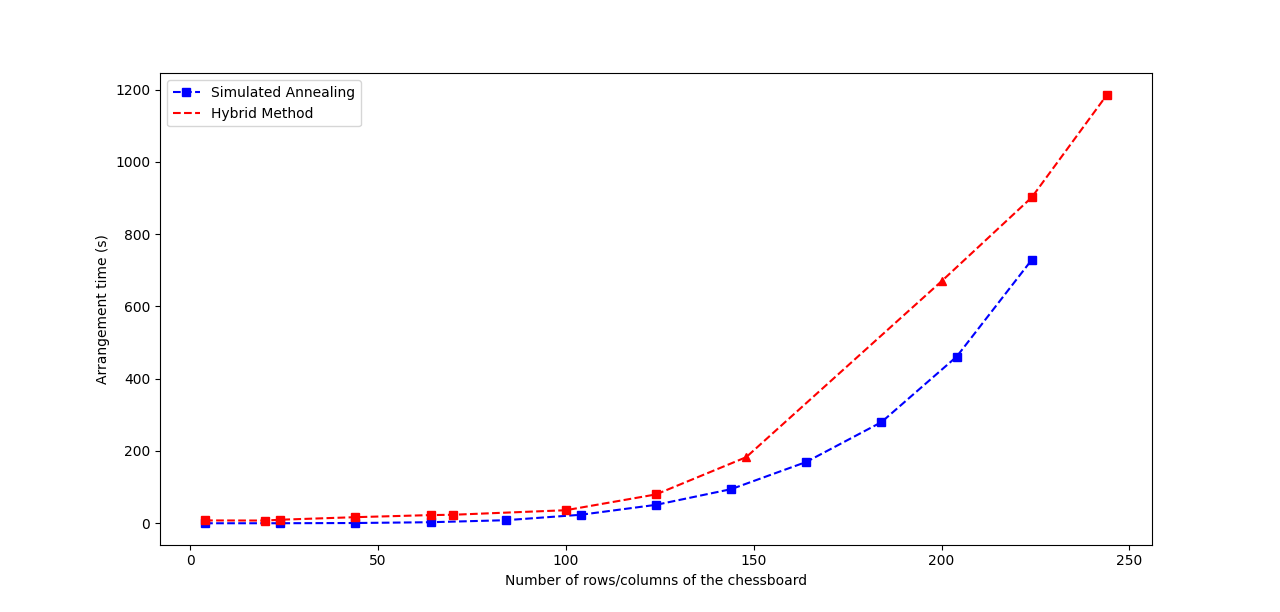 Simulated Annealing
Hybrid Method
1200
1000
800
600
400
200
0
Arrangement time (s)
0 50 100 150 200 250
Number of rows/columns of the chessboard